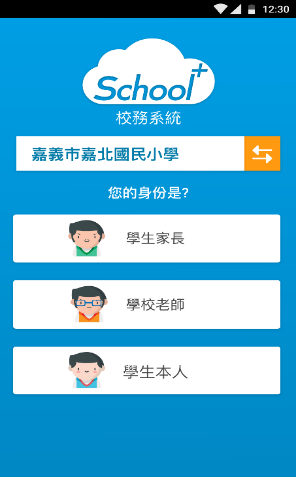 12:30
School+
校務系統
嘉義市嘉北國民小學
您的身份是?
學生家長
學校老師
學生本人